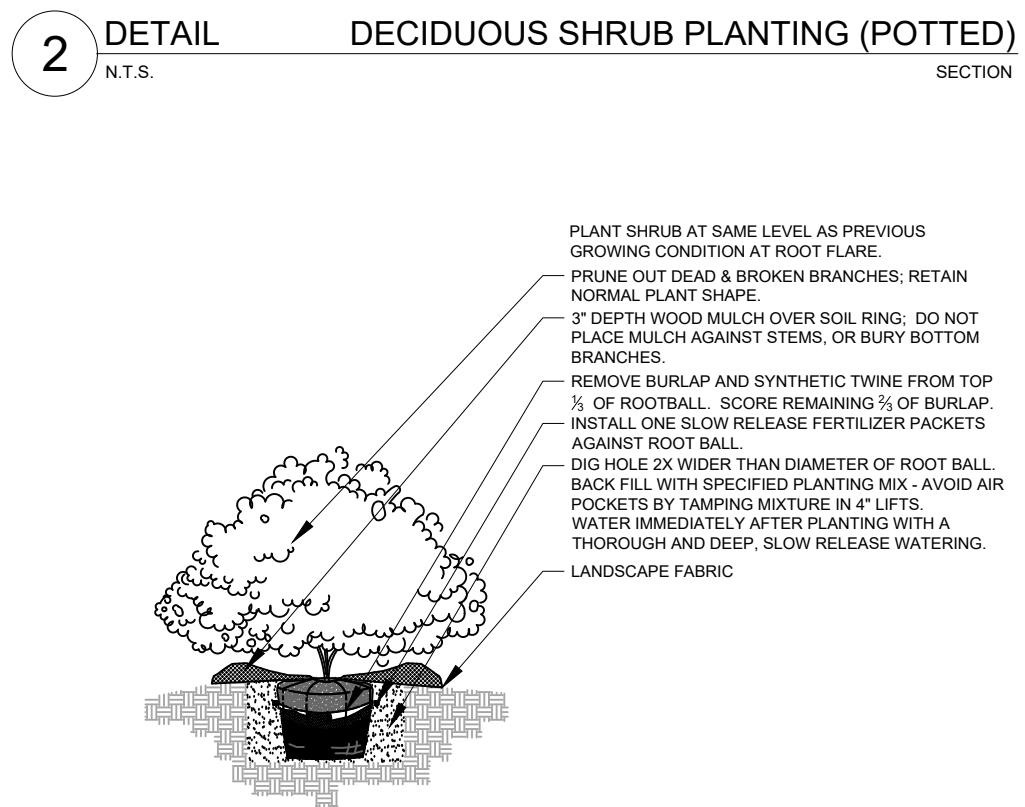 2
DETAIL
DECIDUOUS SHRUB PLANTING (POTTED)
N.T.S.
SECTION
PLANT SHRUB AT SAME LEVEL AS PREVIOUS
GROWING CONDITION AT ROOT FLARE.
PRUNE OUT DEAD & BROKEN BRANCHES; RETAIN
NORMAL PLANT SHAPE.
3" DEPTH WOOD MULCH OVER SOIL RING; DO NOT
PLACE MULCH AGAINST STEMS, OR BURY BOTTOM
BRANCHES.
REMOVE BURLAP AND SYNTHETIC TWINE FROM TOP
⅓ OF ROOTBALL. SCORE REMAINING ⅔ OF BURLAP.
INSTALL ONE SLOW RELEASE FERTILIZER PACKETS
AGAINST ROOT BALL.
DIG HOLE 2X WIDER THAN DIAMETER OF ROOT BALL.
BACK FILL WITH SPECIFIED PLANTING MIX - AVOID AIR
POCKETS BY TAMPING MIXTURE IN 4" LIFTS.
WATER IMMEDIATELY AFTER PLANTING WITH A
THOROUGH AND DEEP, SLOW RELEASE WATERING.
LANDSCAPE FABRIC